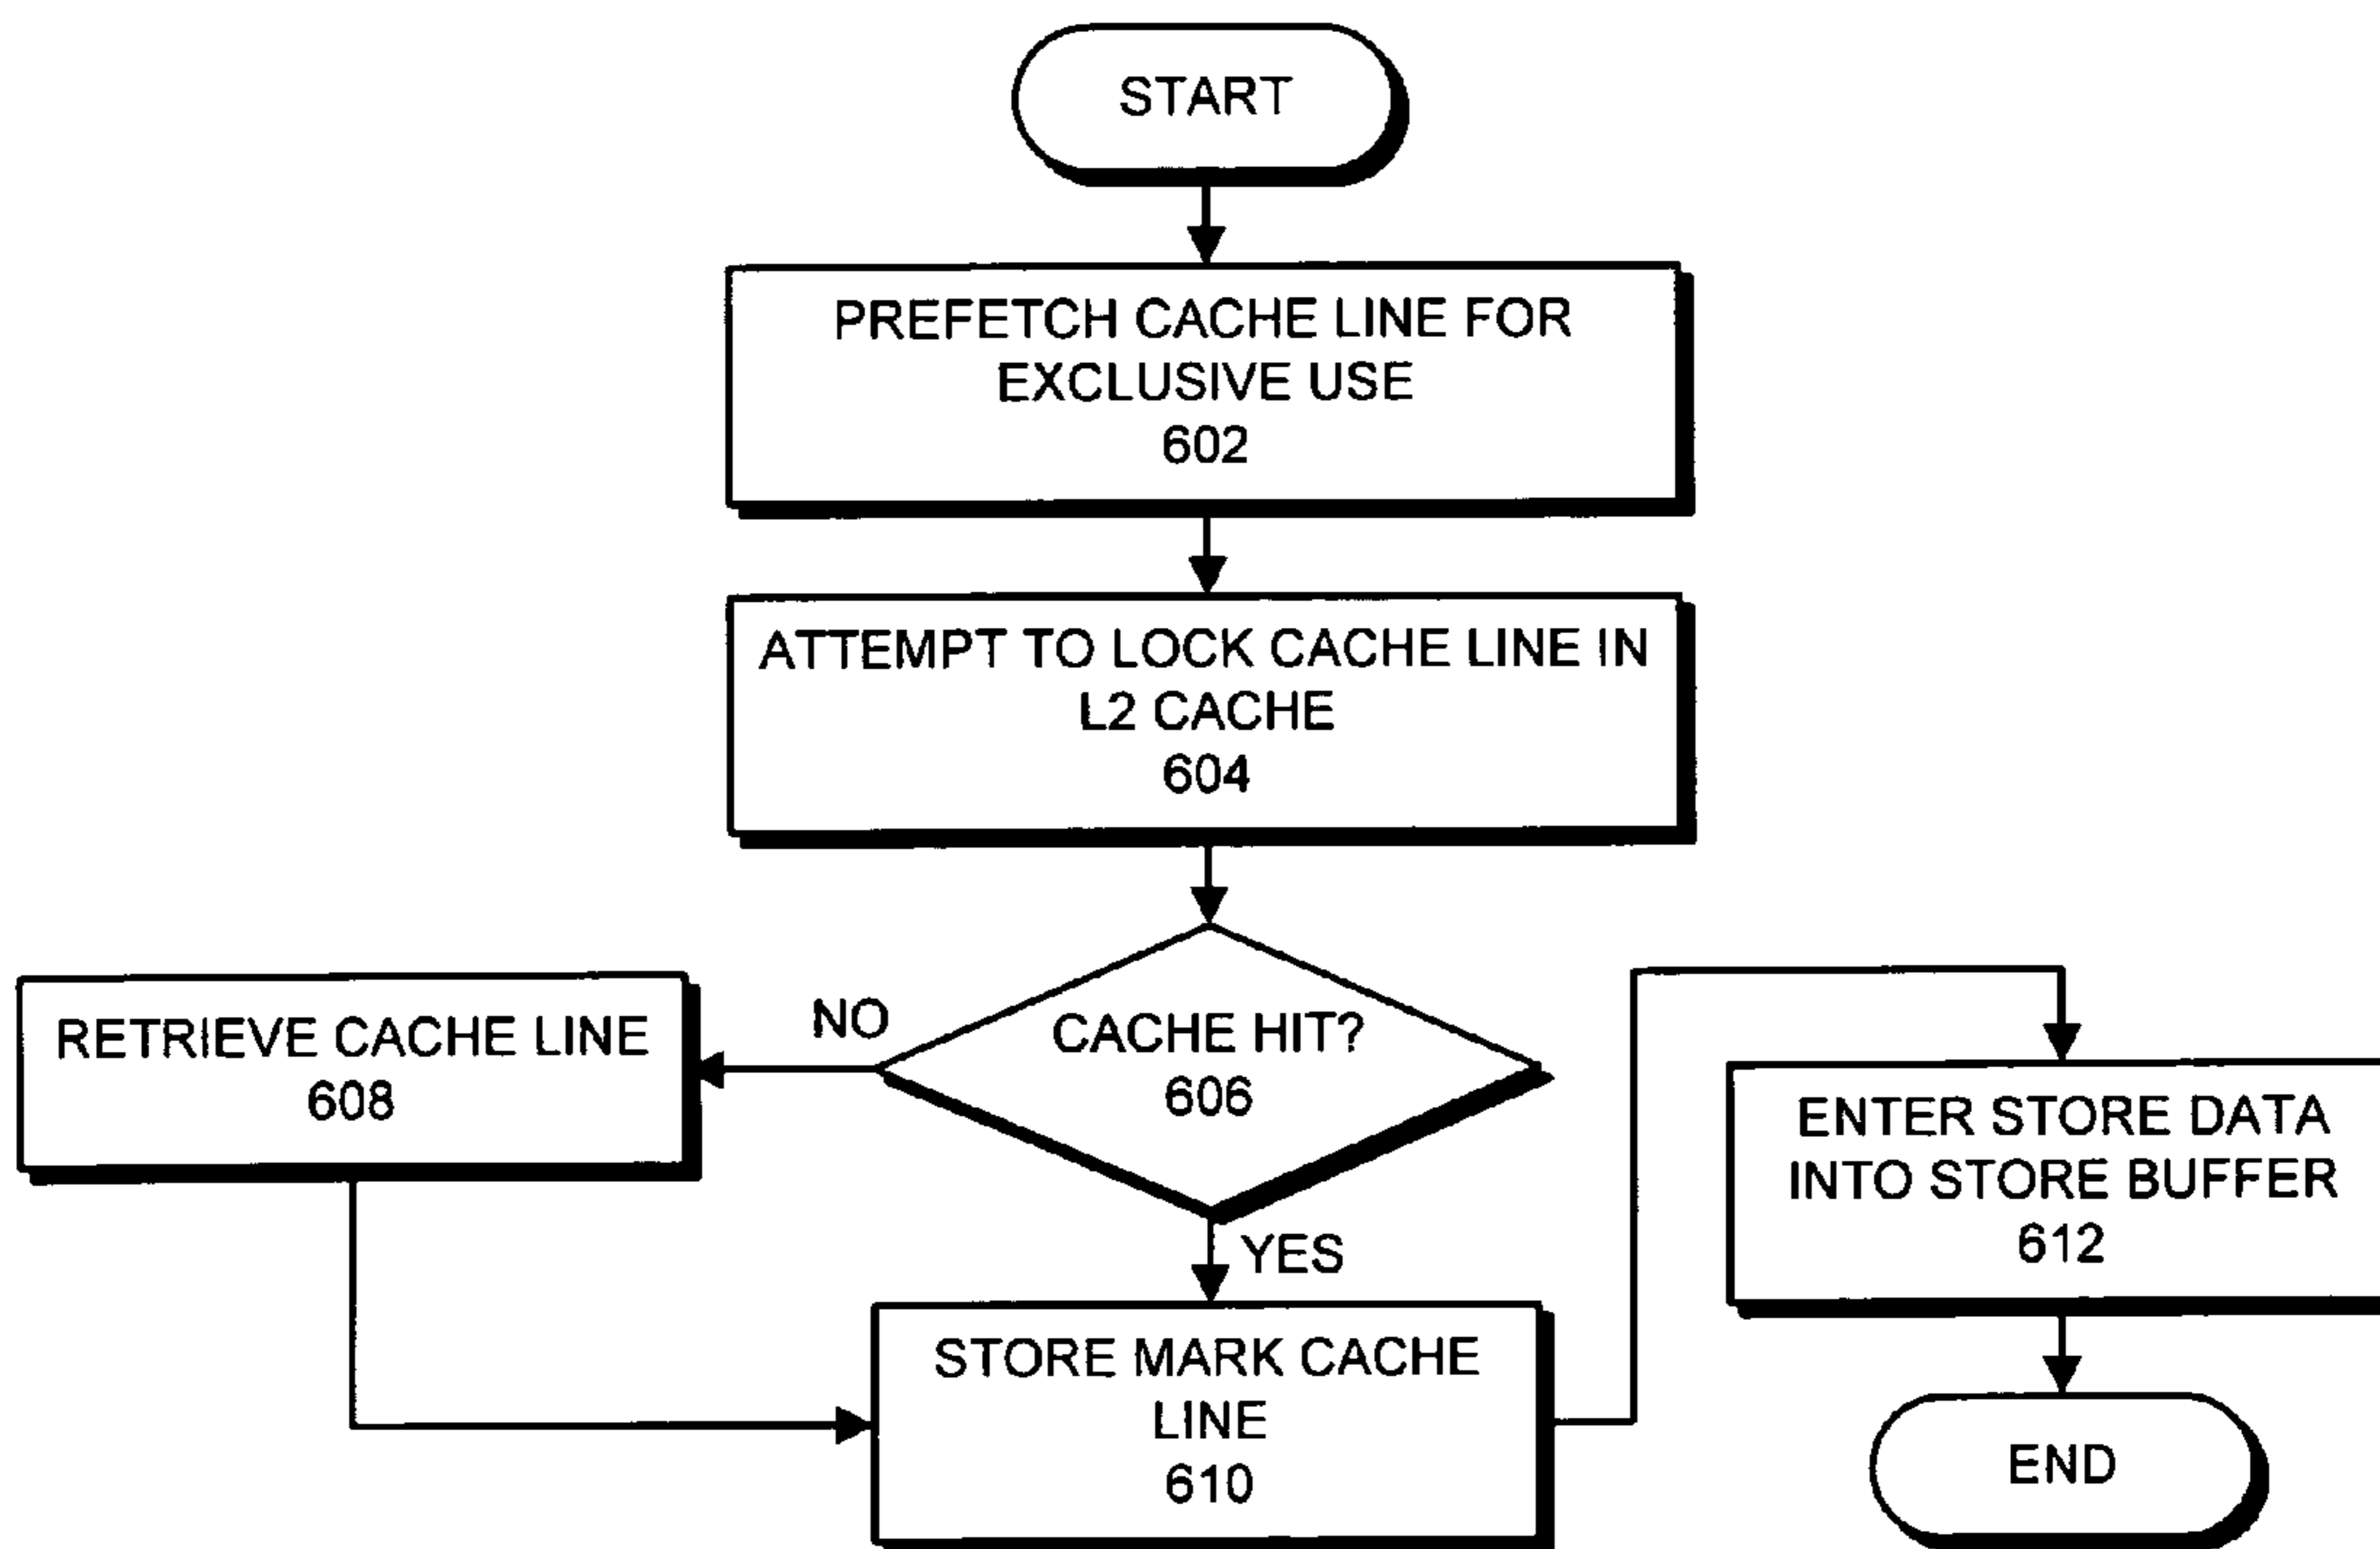 START
PREFETCH CACHE LINE FOR
EXCLUSIVE USE
602
ATTEMPT TO LOCK CACHE LINE IN
L2 CACHE
604
CACHE HIT?
606
NO
RETRIEVE CACHE LINE
608
YES
STORE MARK CACHE
LINE
610
ENTER STORE DATA
INTO STORE BUFFER
612
END